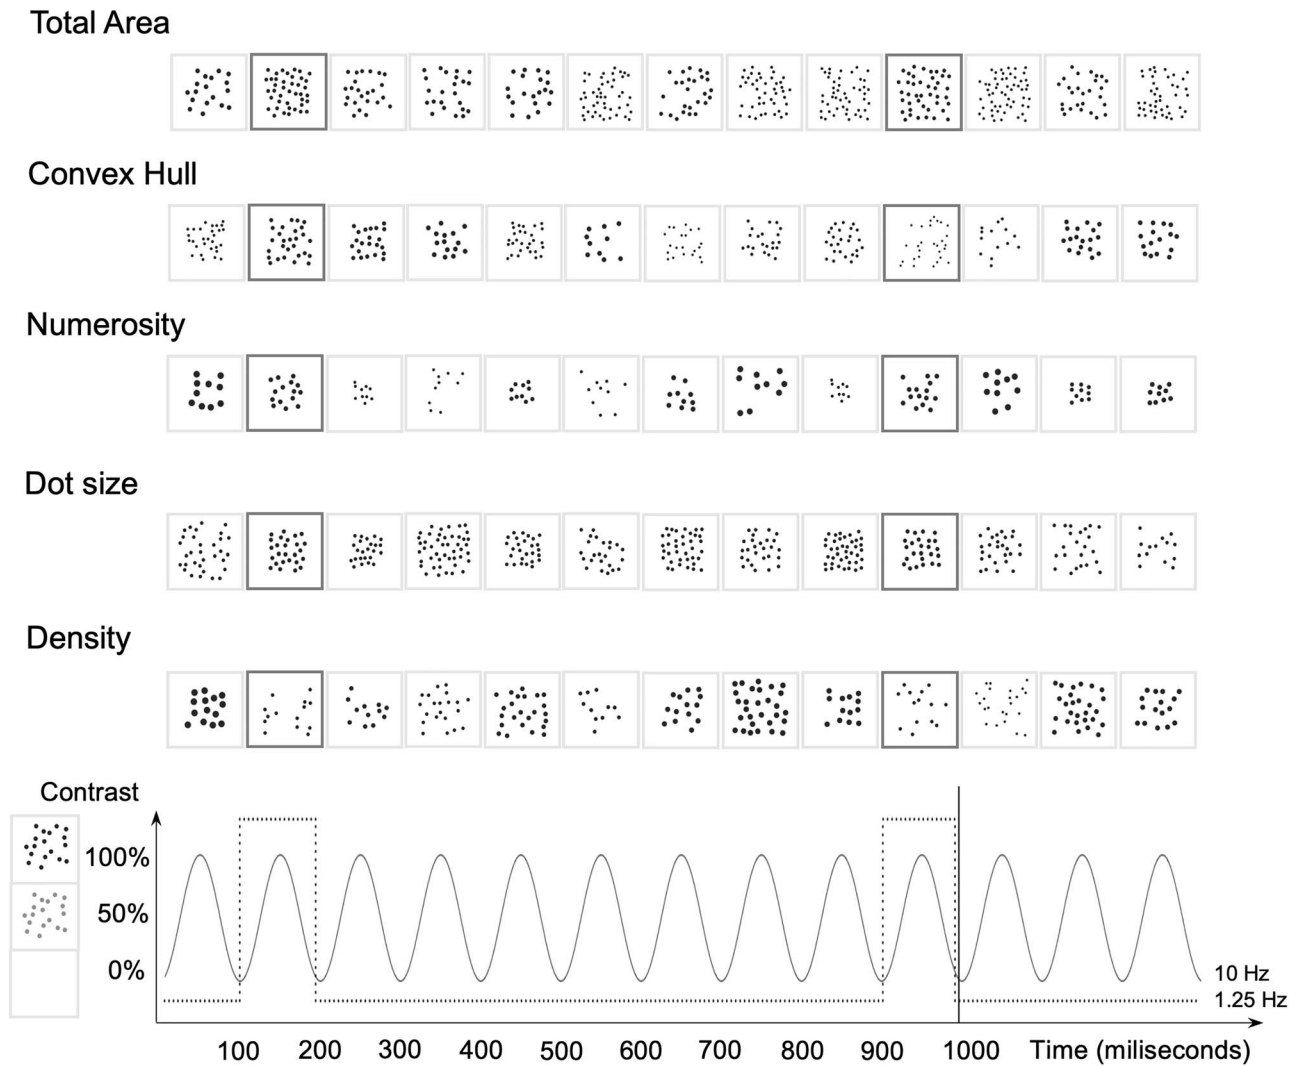 Total Area
Convex Hull
Numerosity
Dot size
Density
Contrast
100%
50%
0%
10 Hz
1.25 Hz
100 200 300 400 500 600 700 800 900 1000 Time (miliseconds)